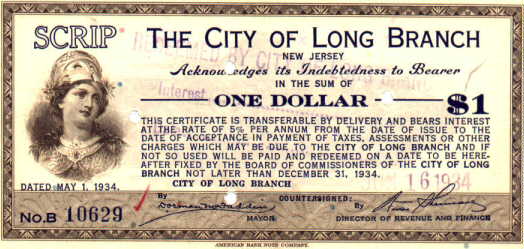 SCRIP
THE CITY OF LONG BRANCH
NEW JERSEY
Acknowledges its Indebtedness to Bearer
IN THE SUM OF
Interest
ONE DOLLAR
$1
THIS CERTIFICATE IS TRANSFERABLE BY DELIVERY AND BEARS INTEREST
AT THE RATE OF 5% PER ANNUM FROM THE DATE OF ISSUE TO THE
DATE OF ACCEPTANCE IN PAYMENT OF TAXES, ASSESSMENTS OR OTHER
CHARGES WHICH MAY BE DUE TO THE CITY OF LONG BRANCH AND IF
NOT SO USED WILL BE PAID AND REDEEMED ON A DATE TO BE HERE-
AFTER FIXED BY THE BOARD OF COMMISSIONERS OF THE CITY OF LONG
BRANCH NOT LATER THAN DECEMBER 31, 1934.
16 1934
DATED MAY 1, 1934.
CITY OF LONG BRANCH
COUNTERSIGNED:
By
By
MAYOR
DIRECTOR OF REVENUE AND FINANCE
No.B 10629
AMERICAN BANK NOTE COMPANY.